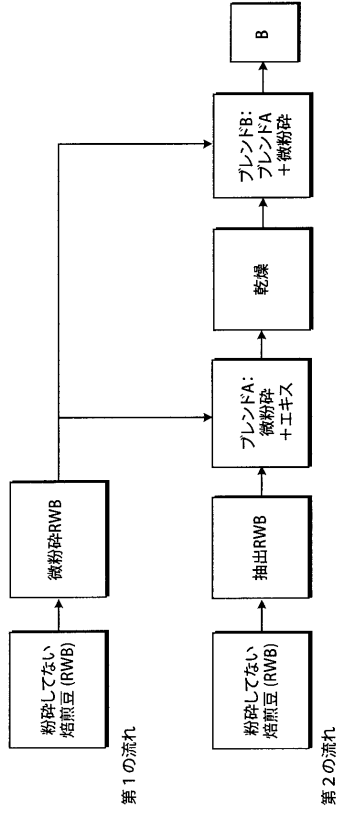 粉砕してない
焙煎豆(RWB)
微粉砕RWB
第1の流れ
粉砕してない
焙煎豆(RWB)
抽出RWB
ブレンドA:
微粉砕
+エキス
乾燥
ブレンドB:
ブレンドA
+微粉砕
B
第2の流れ